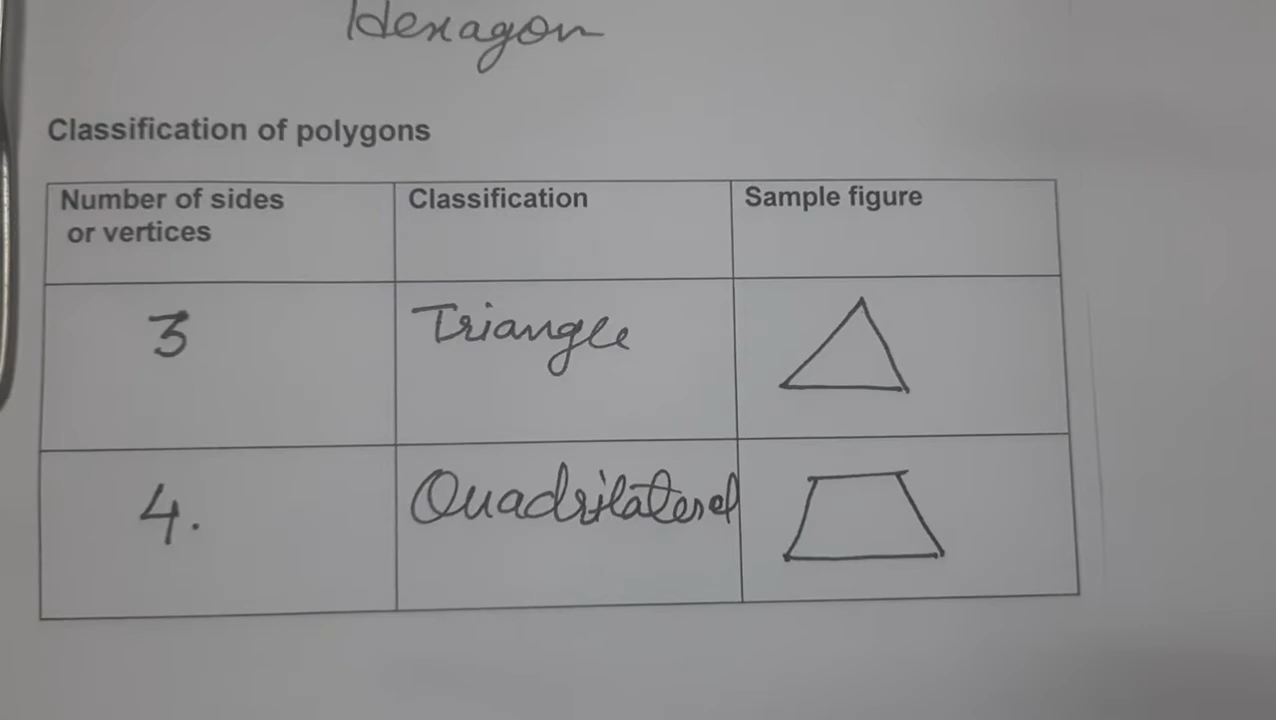 Hexagon
Classification of polygons
Number of sides
or vertices
Classification
Sample figure
3
Triangle
4.
Quadrilateral